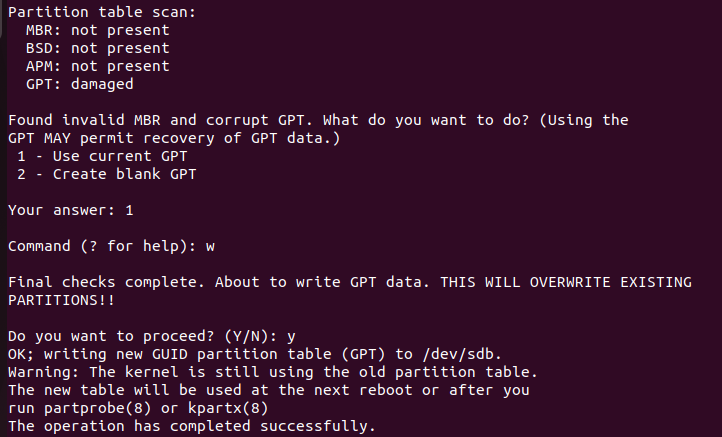 Partition table scan:
  MBR: not present
  BSD: not present
  APM: not present
  GPT: damaged

Found invalid MBR and corrupt GPT. What do you want to do? (Using the
GPT MAY permit recovery of GPT data.)
 1 - Use current GPT
 2 - Create blank GPT

Your answer: 1

Command (? for help): w

Final checks complete. About to write GPT data. THIS WILL OVERWRITE EXISTING
PARTITIONS!!

Do you want to proceed? (Y/N): y
OK; writing new GUID partition table (GPT) to /dev/sdb.
Warning: The kernel is still using the old partition table.
The new table will be used at the next reboot or after you
run partprobe(8) or kpartx(8)
The operation has completed successfully.